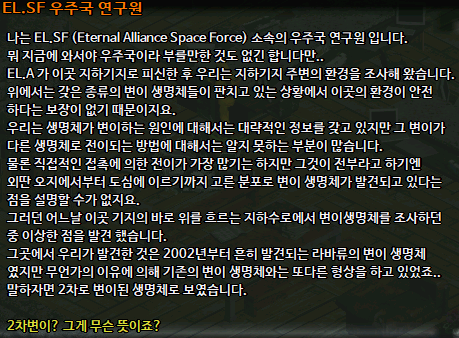 EL.SF 우주국 연구원
나는 EL.SF (Eternal Alliance Space Force) 소속의 우주국 연구원 입니다.
뭐 지금에 와서야 우주국이라 부를만한 것도 없긴 합니다만..
EL.A 가 이곳 지하기지로 피신한 후 우리는 지하기지 주변의 환경을 조사해 왔습니다.
위에서는 갖은 종류의 변이 생명체들이 판치고 있는 상황에서 이곳의 환경이 안전
하다는 보장이 없기 때문이지요.
우리는 생명체가 변이하는 원인에 대해서는 대략적인 정보를 갖고 있지만 그 변이가
다른 생명체로 전이되는 방법에 대해서는 알지 못하는 부분이 많습니다.
물론 직접적인 접촉에 의한 전이가 가장 많기는 하지만 그것이 전부라고 하기엔
외딴 오지에서부터 도심에 이르기까지 고른 분포로 변이 생명체가 발견되고 있다는
점을 설명할 수가 없지요.
그러던 어느날 이곳 기지의 바로 위를 흐르는 지하수로에서 변이생명체를 조사하던
중 이상한 점을 발견 했습니다.
그곳에서 우리가 발견한 것은 2002년부터 흔히 발견되는 라바류의 변이 생명체
였지만 무언가의 이유에 의해 기존의 변이 생명체와는 또다른 형상을 하고 있었죠..
말하자면 2차로 변이된 생명체로 보였습니다.
2차변이? 그게 무슨 뜻이죠?